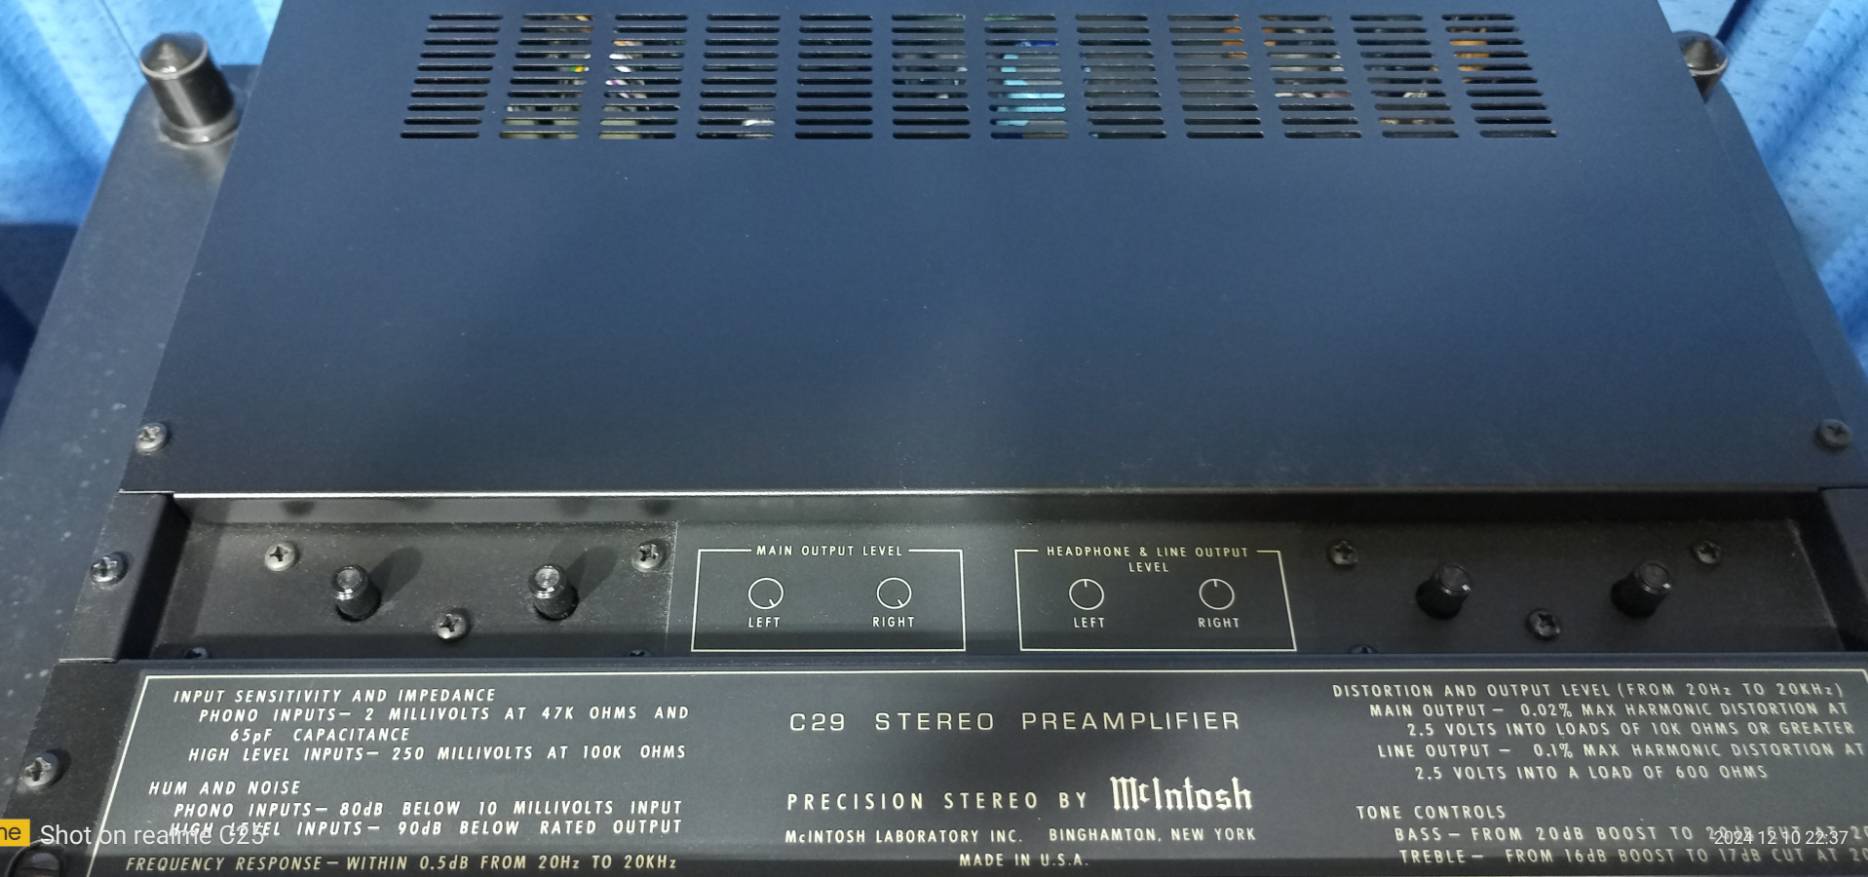 MAIN OUTPUT LEVEL
LEFT RIGHT
HEADPHONE & LINE OUTPUT
LEVEL
LEFT RIGHT
INPUT SENSITIVITY AND IMPEDANCE
PHONO INPUTS— 2 MILLIVOLTS AT 47K OHMS AND
65pF CAPACITANCE
HIGH LEVEL INPUTS— 250 MILLIVOLTS AT 100K OHMS
HUM AND NOISE
PHONO INPUTS— 80dB BELOW 10 MILLIVOLTS INPUT
HIGH LEVEL INPUTS— 90dB BELOW RATED OUTPUT
FREQUENCY RESPONSE—WITHIN 0.5dB FROM 20Hz TO 20KHz
C29 STEREO PREAMPLIFIER
PRECISION STEREO BY McIntosh
McINTOSH LABORATORY INC. BINGHAMTON, NEW YORK
MADE IN U.S.A.
DISTORTION AND OUTPUT LEVEL (FROM 20Hz TO 20KHz)
MAIN OUTPUT— 0.02% MAX HARMONIC DISTORTION AT
2.5 VOLTS INTO LOADS OF 10K OHMS OR GREATER
LINE OUTPUT— 0.1% MAX HARMONIC DISTORTION AT
2.5 VOLTS INTO A LOAD OF 600 OHMS
TONE CONTROLS
BASS— FROM 20dB BOOST TO
TREBLE— FROM 16dB BOOST TO 17dB CUT AT
Shot on realme C25
2024 12 10 22:37